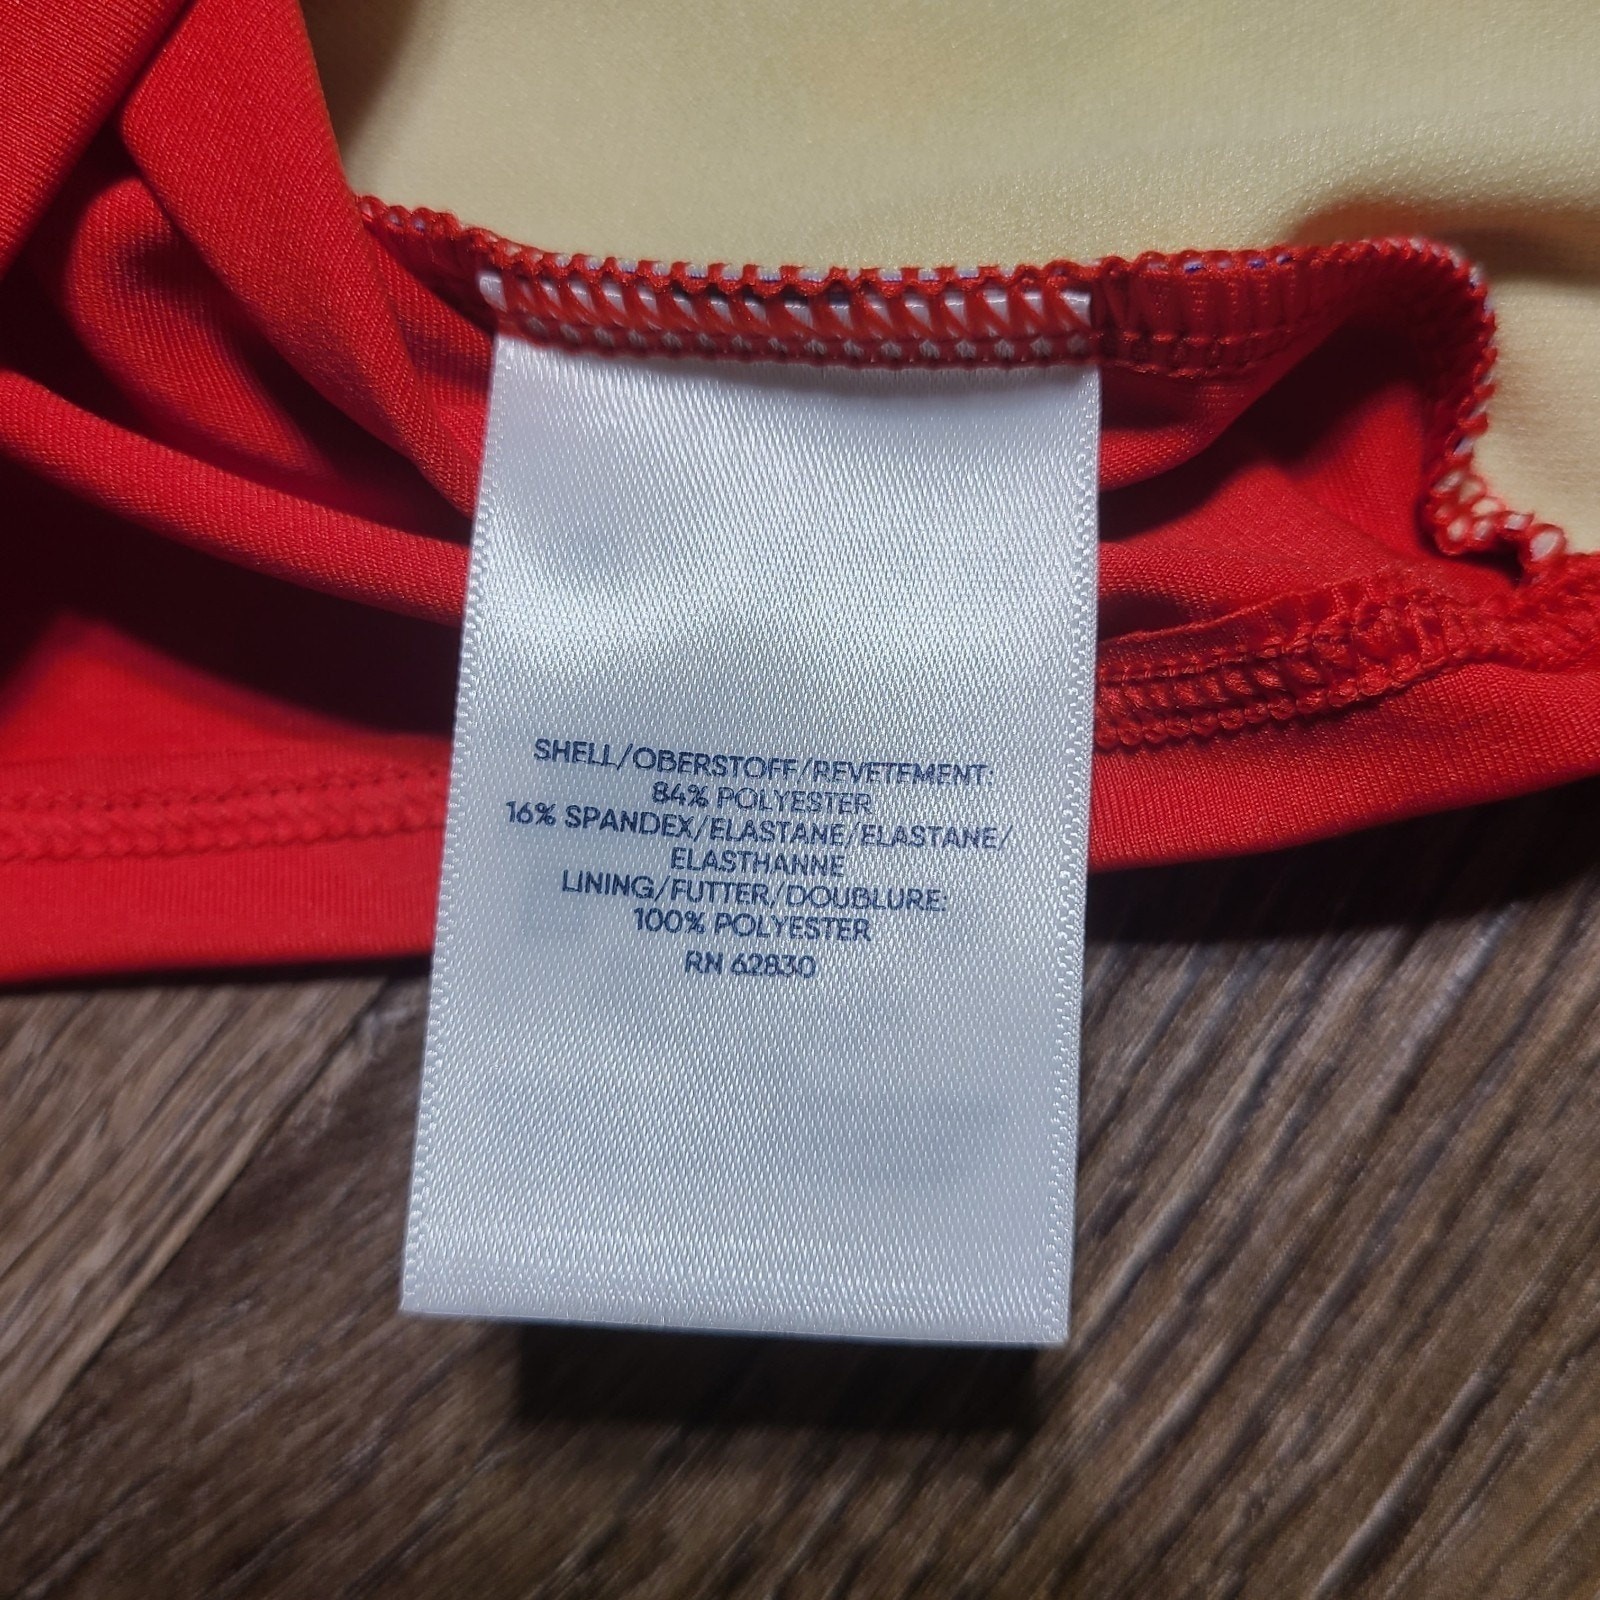 SHELL/OBERSTOFF/REVETEMENT:
84% POLYESTER
16% SPANDEX/ELASTANE/ELASTANE/
ELASTHANNE
LINING/FUTTER/DOUBLURE:
100% POLYESTER
RN 62830